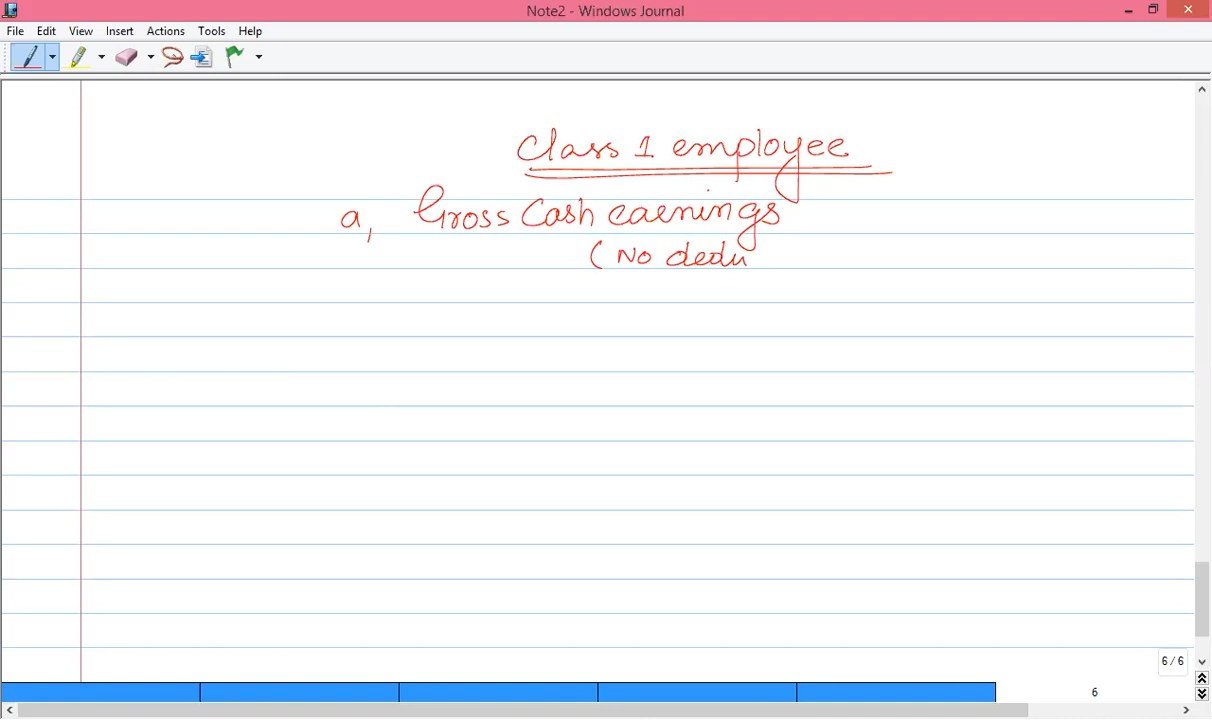 Note2 - Windows Journal
File Edit View Insert Actions Tools Help
Class 1 employee
a, Gross Cash earnings
(No dedu
6 / 6
6